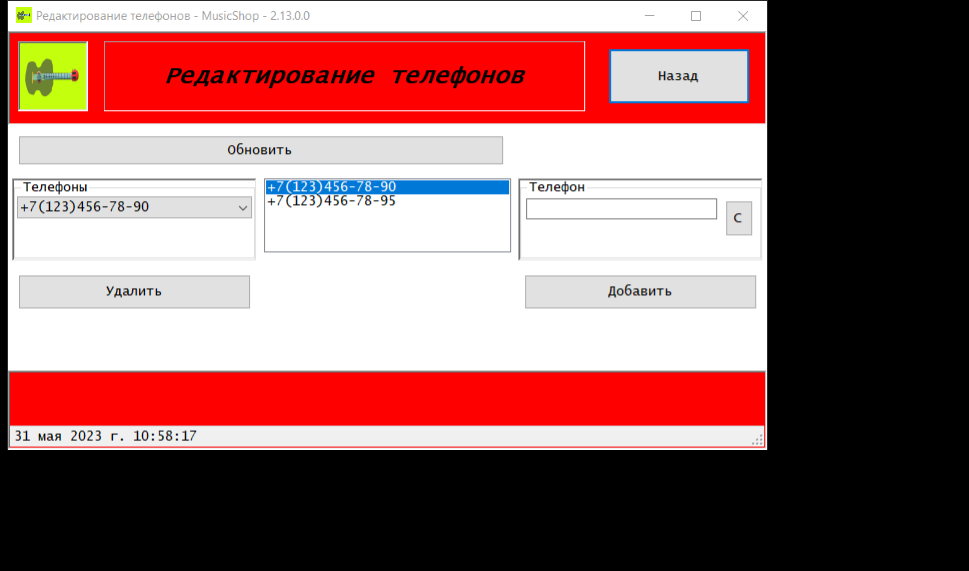 Редактирование телефонов - MusicShop - 2.13.0.0
Редактирование телефонов
Назад
Обновить
Телефоны
+7(123)456-78-90
+7(123)456-78-90
+7(123)456-78-95
Телефон
С
Удалить
Добавить
31 мая 2023 г. 10:58:17